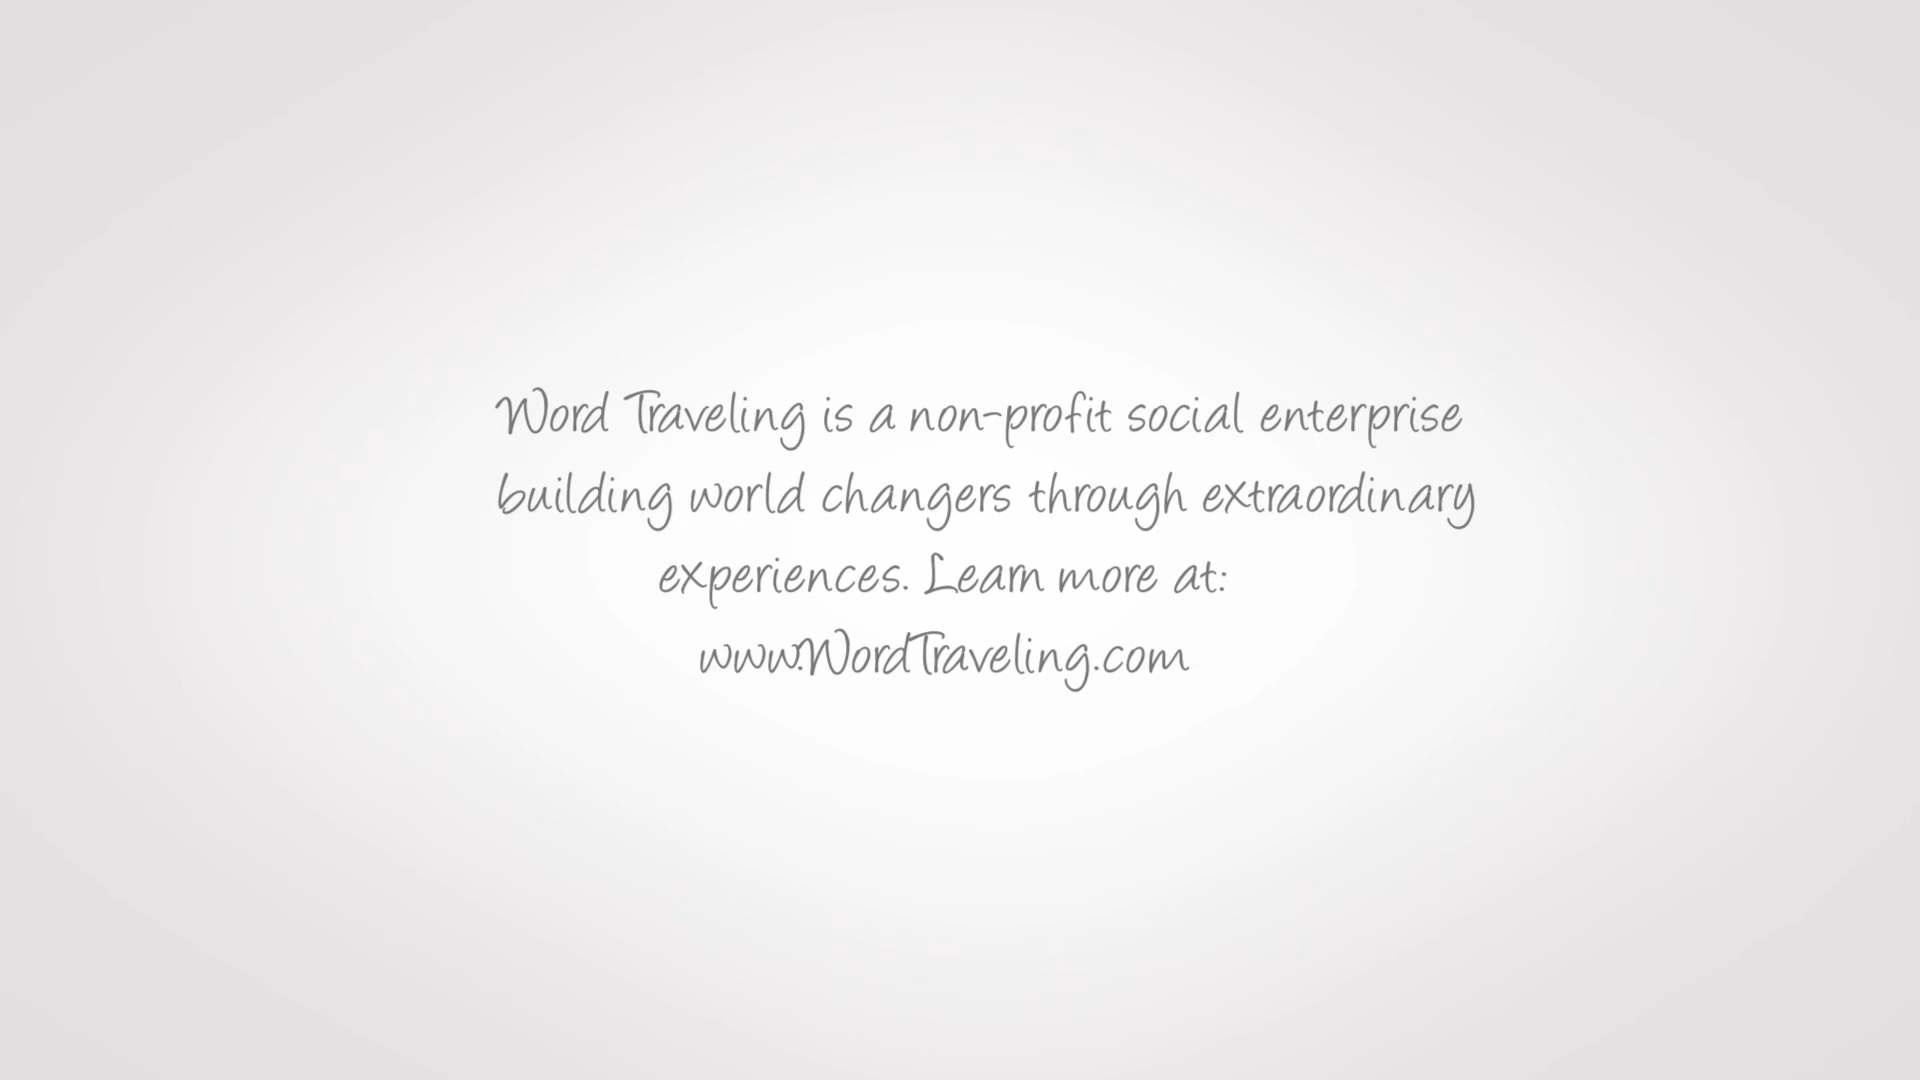 Word Traveling is a non-profit social enterprise
building world changers through extraordinary
experiences. Learn more at:
www.WordTraveling.com